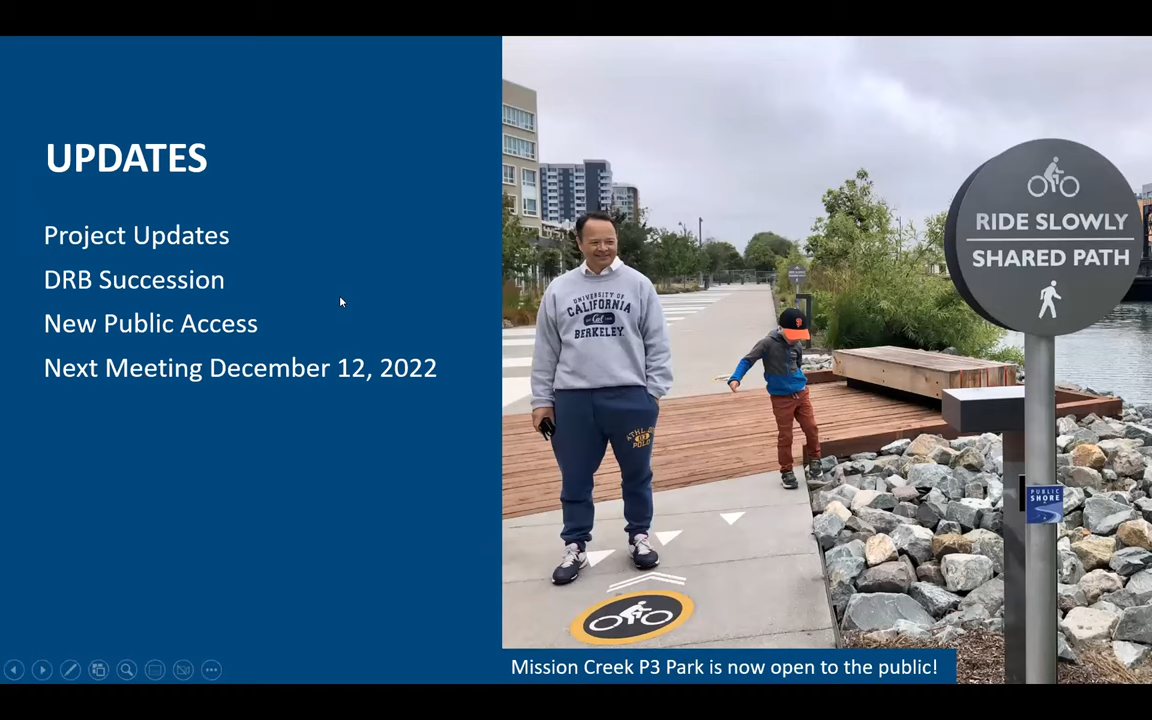 UPDATES
Project Updates
DRB Succession
New Public Access
Next Meeting December 12, 2022
UNIVERSITY OF
CALIFORNIA
Cal
BERKELEY
RIDE SLOWLY
SHARED PATH
PUBLIC
SHORE
Mission Creek P3 Park is now open to the public!